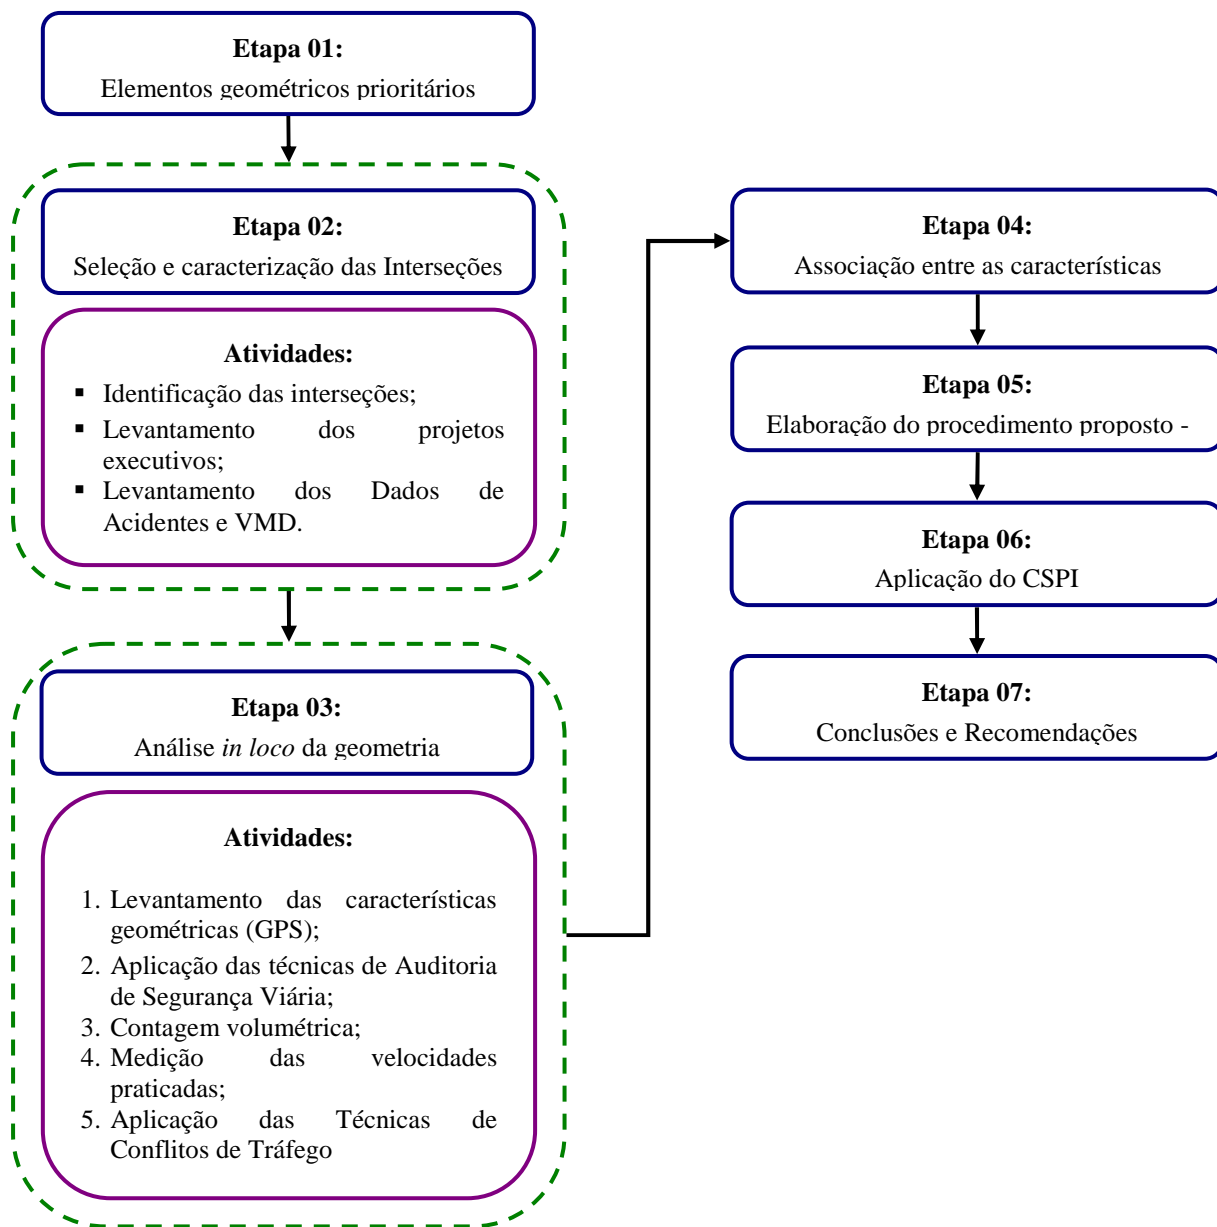 Etapa 01:
Elementos geométricos prioritários
Etapa 02:
Seleção e caracterização das Interseções
Atividades:
▪ Identificação das interseções;
▪ Levantamento dos projetos
executivos;
▪ Levantamento dos Dados de
Acidentes e VMD.
Etapa 03:
Análise in loco da geometria
Atividades:
1. Levantamento das características
geométricas (GPS);
2. Aplicação das técnicas de Auditoria
de Segurança Viária;
3. Contagem volumétrica;
4. Medição das velocidades
praticadas;
5. Aplicação das Técnicas de
Conflitos de Tráfego
Etapa 04:
Associação entre as características
Etapa 05:
Elaboração do procedimento proposto -
Etapa 06:
Aplicação do CSPI
Etapa 07:
Conclusões e Recomendações